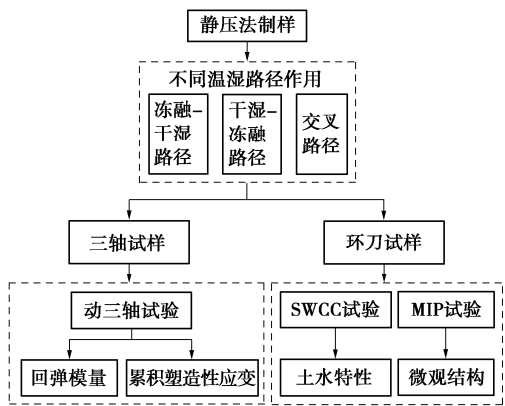 静压法制样
不同温湿路径作用
冻融-
干湿
路径
干湿-
冻融
路径
交叉
路径
三轴试样
环刀试样
动三轴试验
SWCC试验
MIP试验
回弹模量
累积塑造性应变
土水特性
微观结构